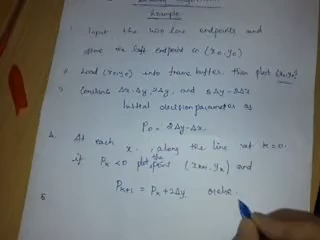 Example
1 Input the two line endpoints and
store the left endpoint in (x0, y0)
2 Load (x0, y0) into frame buffer, then plot (x0, y0)
3 Constants Δx, Δy, 2Δy, and 2Δy-2Δx
Initial decision parameter as
P0 = 2Δy-Δx.
4. At each x, along the line at k=0.
if Pk < 0 plot the point (xk+1, yk) and
Pk+1 = Pk + 2Δy
5